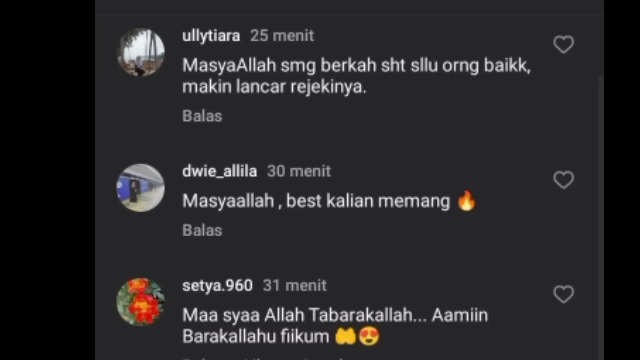 ullytiara 25 menit
MasyaAllah smg berkah sht sllu orng baikk,
makin lancar rejekinya.
Balas
dwie_allila 30 menit
Masyaallah , best kalian memang 🔥
Balas
setya.960 31 menit
Maa syaa Allah Tabarakallah... Aamiin
Barakallahu fiikum 🤲😍